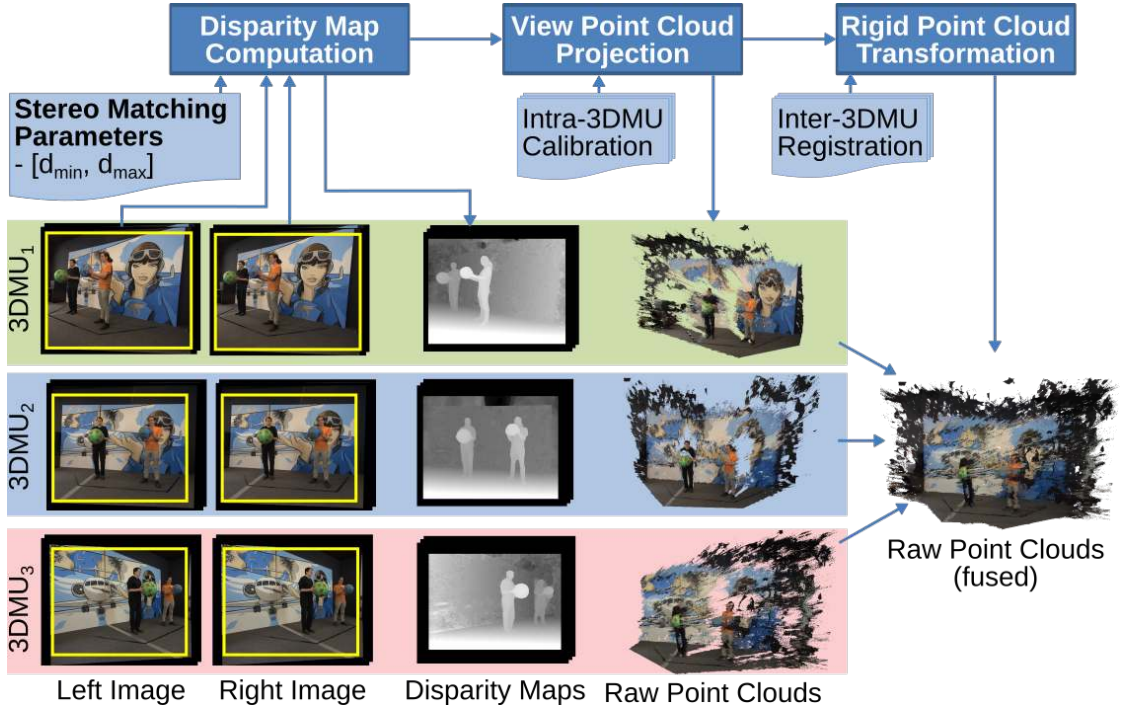 Disparity Map
Computation
View Point Cloud
Projection
Rigid Point Cloud
Transformation
Stereo Matching
Parameters
- [dmin, dmax]
Intra-3DMU
Calibration
Inter-3DMU
Registration
3DMU1
3DMU2
3DMU3
Raw Point Clouds
(fused)
Left Image
Right Image
Disparity Maps
Raw Point Clouds